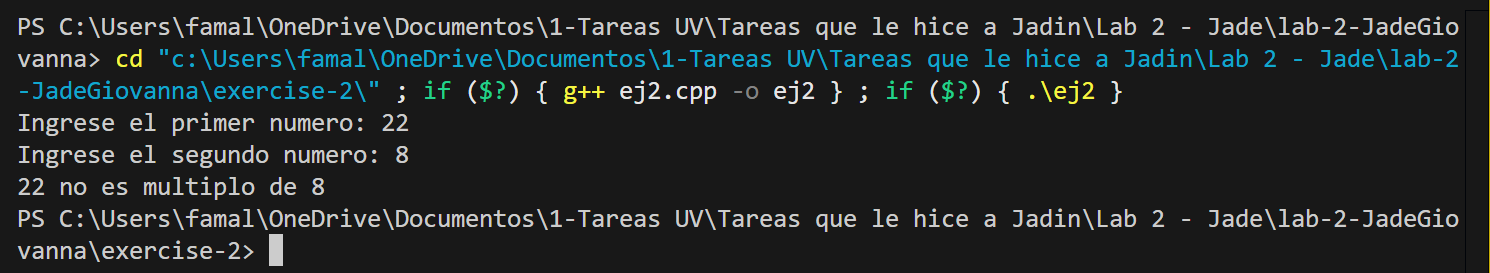 PS C:\Users\famal\OneDrive\Documentos\1-Tareas UV\Tareas que le hice a Jadin\Lab 2 - Jade\lab-2-JadeGio
vanna> cd "c:\Users\famal\OneDrive\Documentos\1-Tareas UV\Tareas que le hice a Jadin\Lab 2 - Jade\lab-2
-JadeGiovanna\exercise-2\" ; if ($?) { g++ ej2.cpp -o ej2 } ; if ($?) { .\ej2 }
Ingrese el primer numero: 22
Ingrese el segundo numero: 8
22 no es multiplo de 8
PS C:\Users\famal\OneDrive\Documentos\1-Tareas UV\Tareas que le hice a Jadin\Lab 2 - Jade\lab-2-JadeGio
vanna\exercise-2>